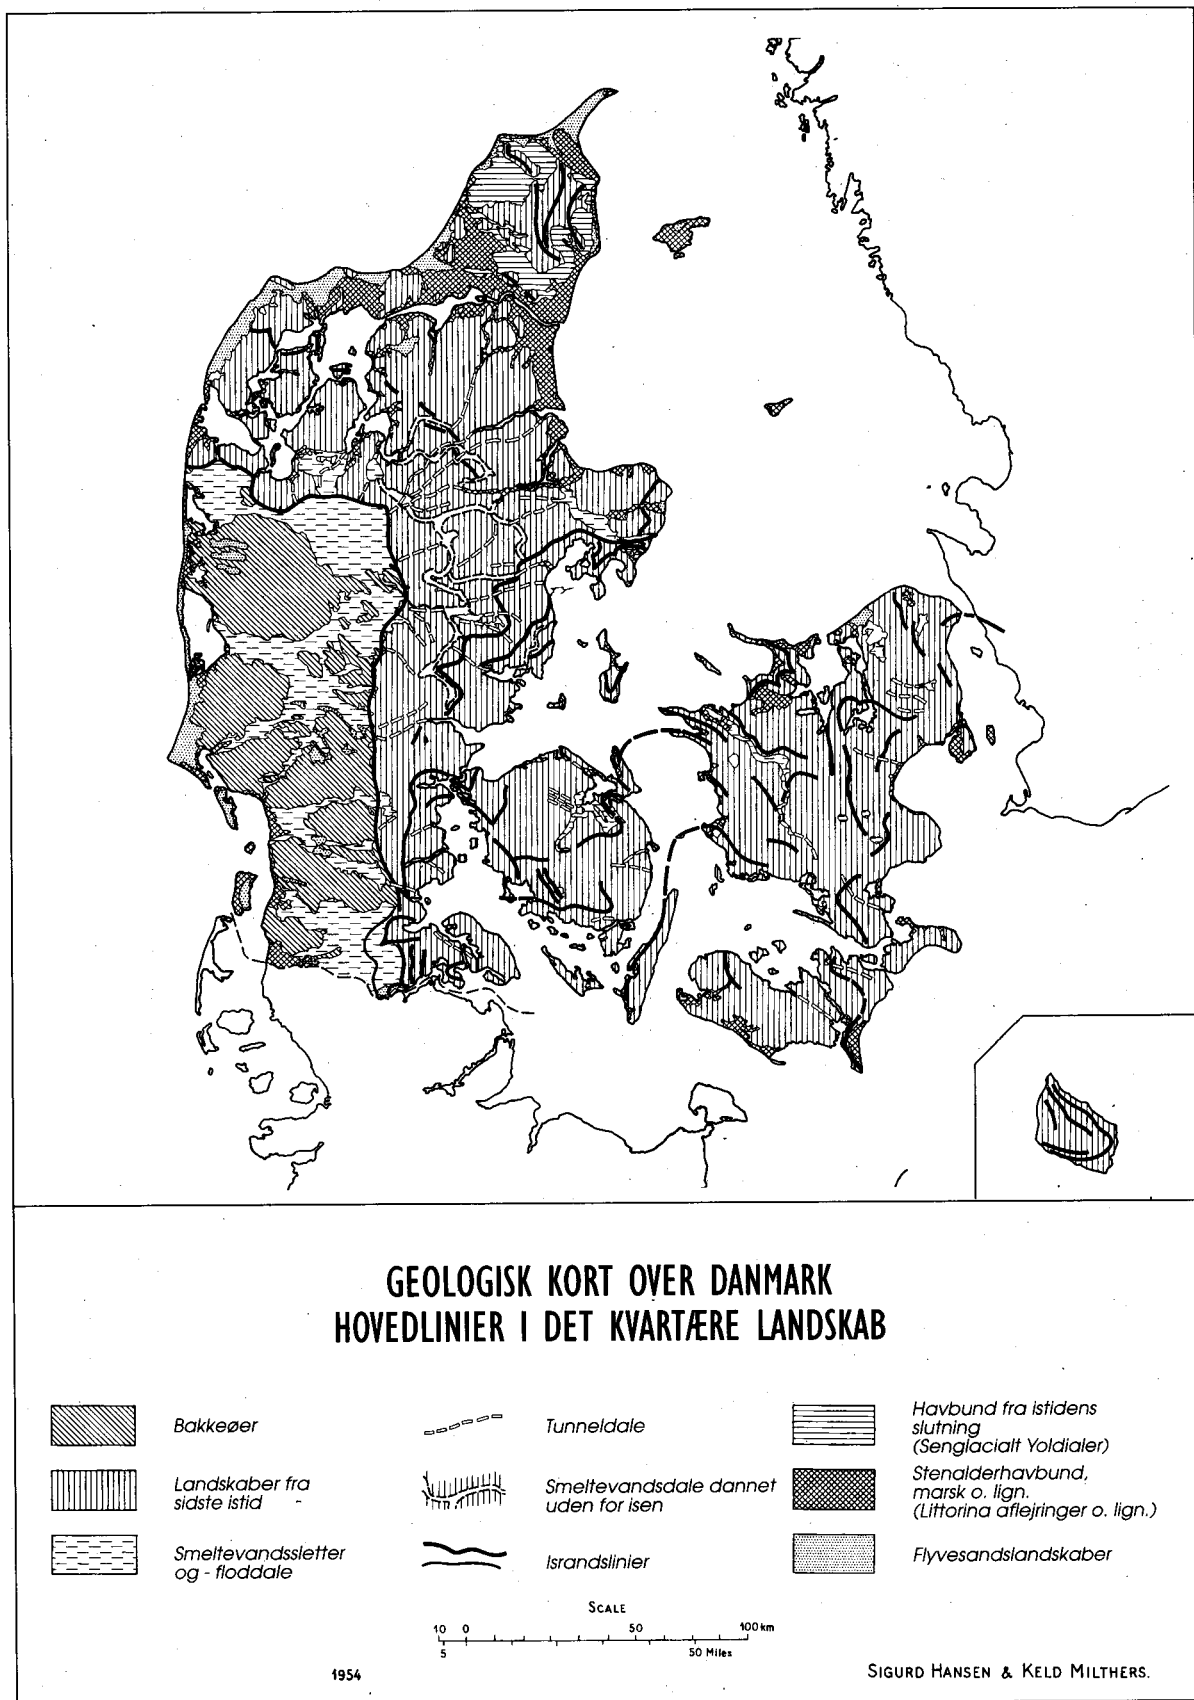 GEOLOGISK KORT OVER DANMARK
HOVEDLINIER I DET KVARTÆRE LANDSKAB
Bakkeøer
Landskaber fra
sidste istid
Smeltevandssletter
og - floddale
Tunneldale
Smeltevandsdale dannet
uden for isen
Israndslinier
Havbund fra istidens
slutning
(Senglacialt Yoldialer)
Stenalderhavbund,
marsk o. lign.
(Littorina aflejringer o. lign.)
Flyvesandslandskaber
SCALE
10 0 50 100 km
5 50 Miles
1954
SIGURD HANSEN & KELD MILTHERS.